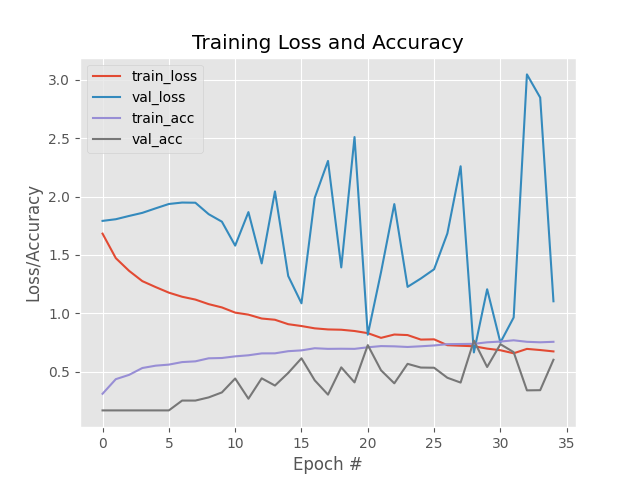 Training Loss and Accuracy
train_loss
val_loss
train_acc
val_acc
Loss/Accuracy
3.0
2.5
2.0
1.5
1.0
0.5
0 5 10 15 20 25 30 35
Epoch #